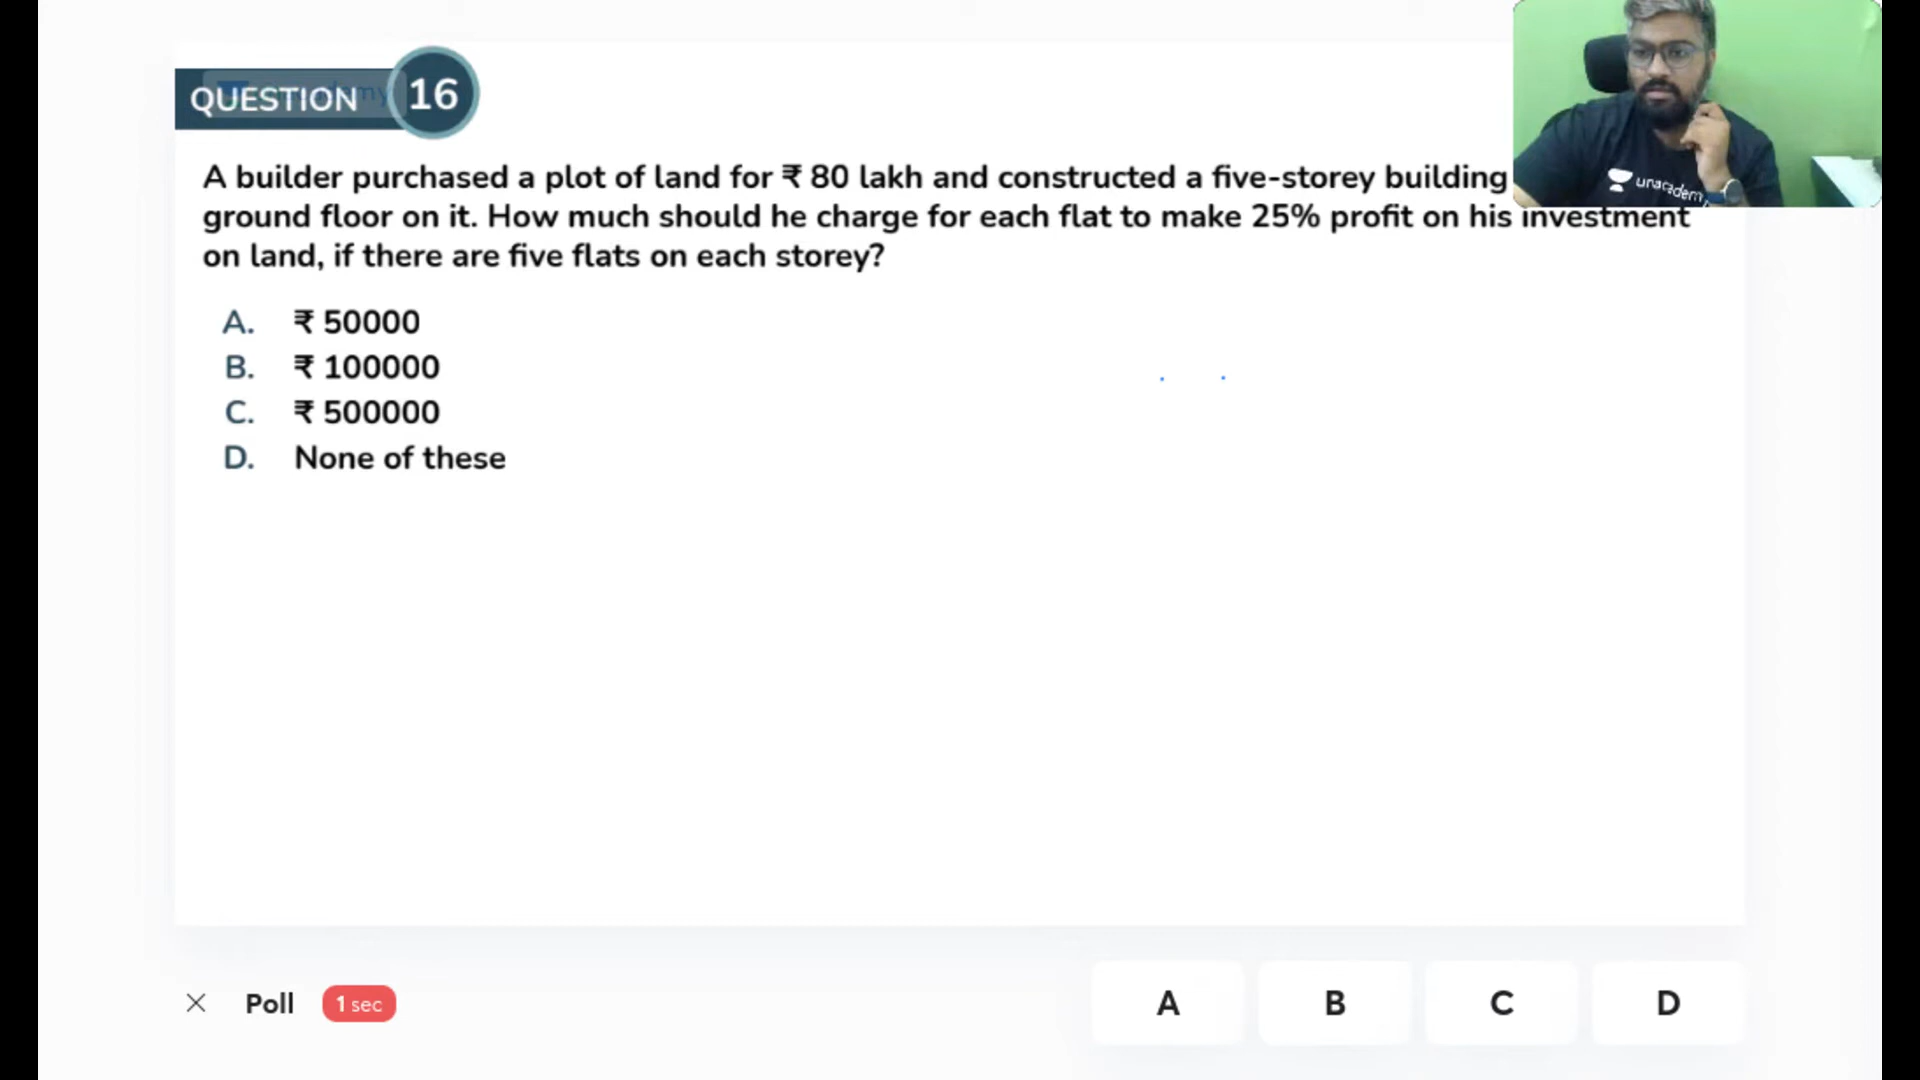 QUESTION 16
A builder purchased a plot of land for ₹ 80 lakh and constructed a five-storey building
ground floor on it. How much should he charge for each flat to make 25% profit on his investment
on land, if there are five flats on each storey?
A. ₹ 50000
B. ₹ 100000
C. ₹ 500000
D. None of these
unacademy
× Poll 1 sec
A B C D